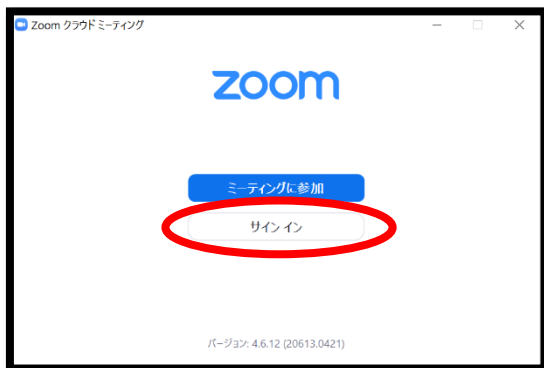 Zoom クラウド ミーティング
zoom
ミーティングに参加
サイン イン
バージョン: 4.6.12 (20613.0421)